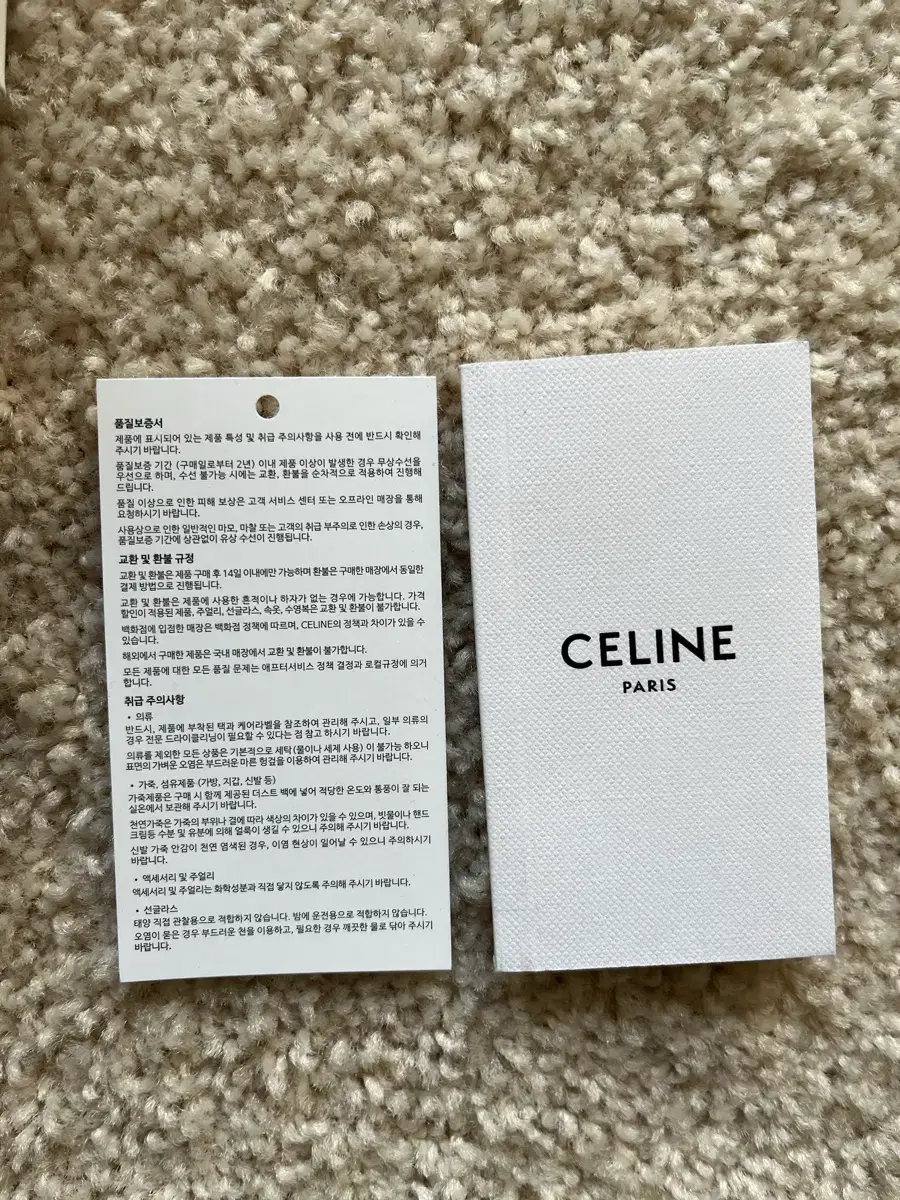 품질보증서
제품에 표시되어 있는 제품 특성 및 취급 주의사항을 사용 전에 반드시 확인해
주시기 바랍니다.
품질보증 기간 (구매일로부터 2년) 이내 제품 이상이 발생한 경우 무상수선을
우선으로 하며, 수선 불가능 시에는 교환, 환불을 순차적으로 적용하여 진행해
드립니다.
품질 이상으로 인한 피해 보상은 고객 서비스 센터 또는 오프라인 매장을 통해
요청하시기 바랍니다.
사용상으로 인한 일반적인 마모, 마찰 또는 고객의 취급 부주의로 인한 손상의 경우,
품질보증 기간에 상관없이 유상 수선이 진행됩니다.
교환 및 환불 규정
교환 및 환불은 제품 구매 후 14일 이내에만 가능하며 환불은 구매한 매장에서 동일한
결제 방법으로 진행됩니다.
교환 및 환불은 제품에 사용한 흔적이나 하자가 없는 경우에 가능합니다. 가격
할인이 적용된 제품, 주얼리, 선글라스, 속옷, 수영복은 교환 및 환불이 불가합니다.
백화점에 입점한 매장은 백화점 정책에 따르며, CELINE의 정책과 차이가 있을 수
있습니다.
해외에서 구매한 제품은 국내 매장에서 교환 및 환불이 불가합니다.
모든 제품에 대한 모든 품질 문제는 애프터서비스 정책 결정과 로컬규정에 의거
합니다.
취급 주의사항
• 의류
반드시, 제품에 부착된 택과 케어라벨을 참조하여 관리해 주시고, 일부 의류의
경우 전문 드라이클리닝이 필요할 수 있다는 점 참고 하시기 바랍니다.
의류를 제외한 모든 상품은 기본적으로 세탁(물이나 세제 사용) 이 불가능 하오니
표면의 가벼운 오염은 부드러운 마른 헝겊을 이용하여 관리해 주시기 바랍니다.
• 가죽, 섬유제품 (가방, 지갑, 신발 등)
가죽제품은 구매 시 함께 제공된 더스트 백에 넣어 적당한 온도와 통풍이 잘 되는
실온에서 보관해 주시기 바랍니다.
천연가죽은 가죽의 부위나 결에 따라 색상의 차이가 있을 수 있으며, 빗물이나 핸드
크림등 수분 및 유분에 의해 얼룩이 생길 수 있으니 주의해 주시기 바랍니다.
신발 가죽 안감이 천연 염색된 경우, 이염 현상이 일어날 수 있으니 주의하시기
바랍니다.
• 액세서리 및 주얼리
액세서리 및 주얼리는 화학성분과 직접 닿지 않도록 주의해 주시기 바랍니다.
• 선글라스
태양 직접 관찰용으로 적합하지 않습니다. 밤에 운전용으로 적합하지 않습니다.
오염이 묻은 경우 부드러운 천을 이용하고, 필요한 경우 깨끗한 물로 닦아 주시기
바랍니다.
CELINE
PARIS